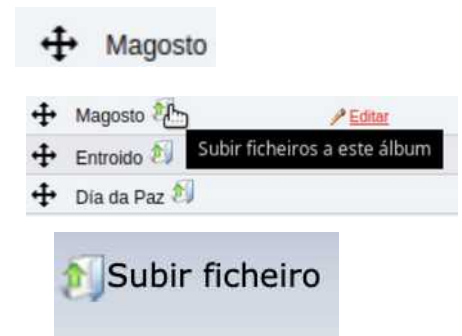 Magosto
Magosto Editar
Entroido Subir ficheiros a este álbum
Día da Paz
Subir ficheiro